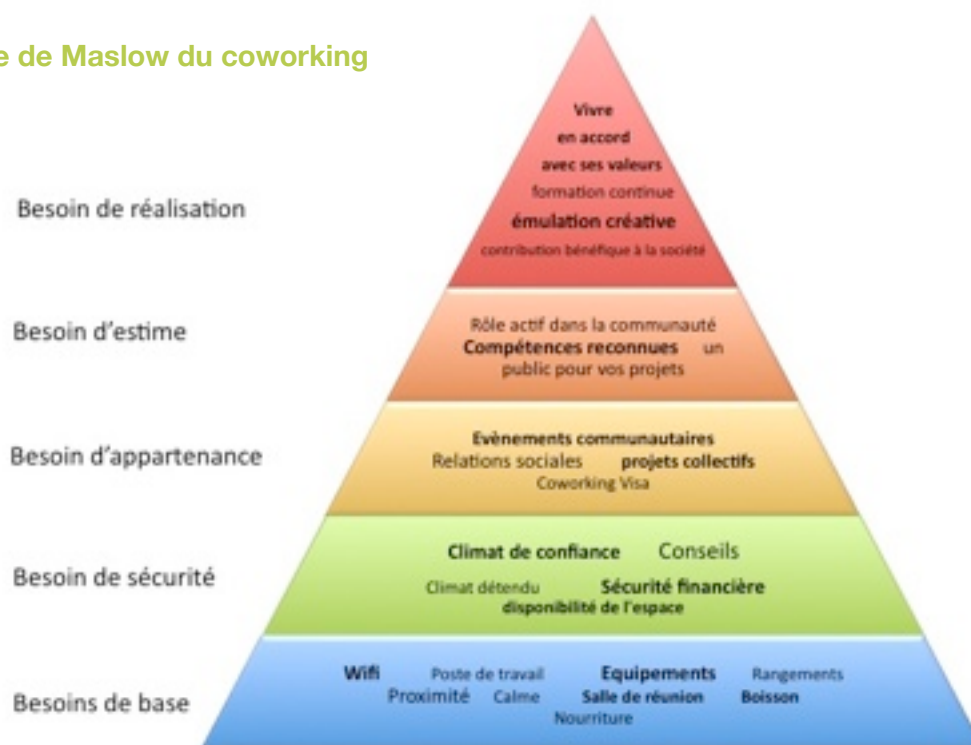 e de Maslow du coworking
Vivre
en accord
avec ses valeurs
formation continue
émulation créative
contribution bénéfique à la société
Besoin de réalisation
Rôle actif dans la communauté
Compétences reconnues un
public pour vos projets
Besoin d'estime
Evènements communautaires
Relations sociales projets collectifs
Coworking Visa
Besoin d'appartenance
Climat de confiance Conseils
Climat détendu Sécurité financière
disponibilité de l'espace
Besoin de sécurité
Wifi Poste de travail Equipements Rangements
Proximité Calme Salle de réunion Boisson
Nourriture
Besoins de base